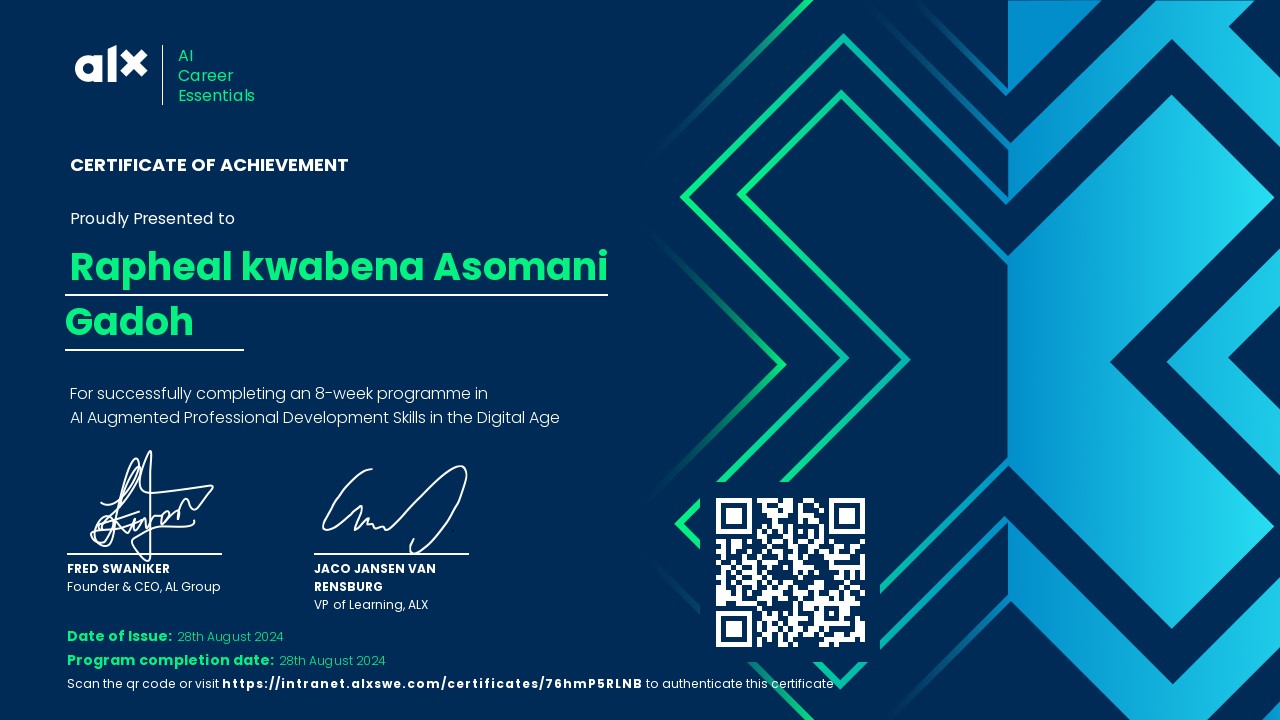 alx
AI
Career
Essentials
CERTIFICATE OF ACHIEVEMENT
Proudly Presented to
Rapheal kwabena Asomani
Gadoh
For successfully completing an 8-week programme in
AI Augmented Professional Development Skills in the Digital Age
FRED SWANIKER
Founder & CEO, AL Group
JACO JANSEN VAN
RENSBURG
VP of Learning, ALX
Date of Issue: 28th August 2024
Program completion date: 28th August 2024
Scan the qr code or visit https://intranet.alxswe.com/certificates/76hmP5RLNB to authenticate this certificate